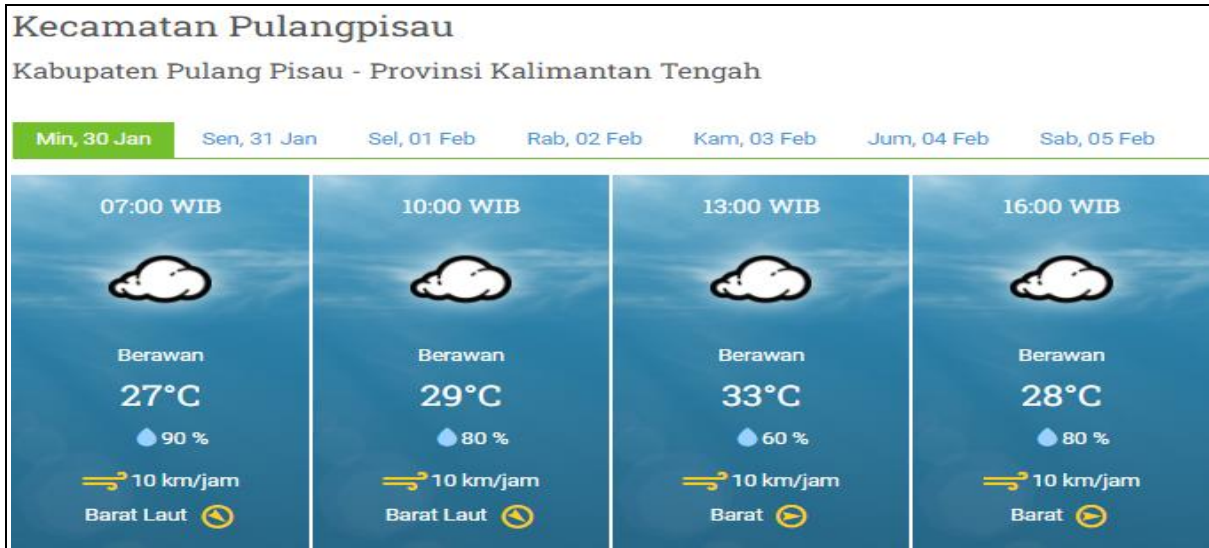 Kecamatan Pulangpisau
Kabupaten Pulang Pisau - Provinsi Kalimantan Tengah
Min, 30 Jan Sen, 31 Jan Sel, 01 Feb Rab, 02 Feb Kam, 03 Feb Jum, 04 Feb Sab, 05 Feb
07:00 WIB 10:00 WIB 13:00 WIB 16:00 WIB
Berawan Berawan Berawan Berawan
27°C 29°C 33°C 28°C
90 % 80 % 60 % 80 %
10 km/jam 10 km/jam 10 km/jam 10 km/jam
Barat Laut Barat Laut Barat Barat